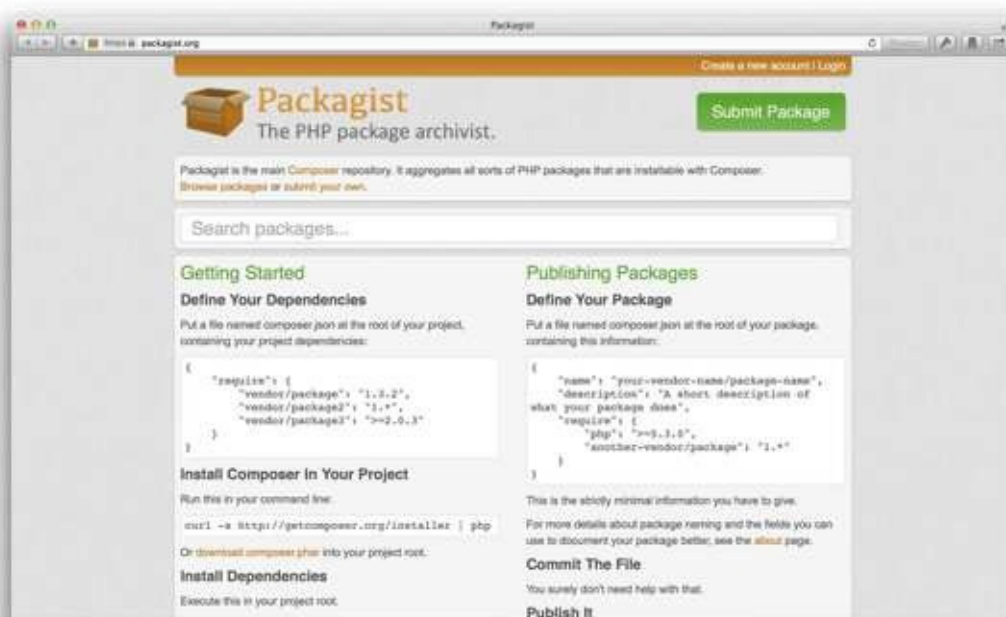 Packagist
packagist.org
Create a new account | Login
Packagist
The PHP package archivist.
Submit Package
Packagist is the main Composer repository. It aggregates all sorts of PHP packages that are installable with Composer.
Browse packages or submit your own.
Search packages...
Getting Started
Define Your Dependencies
Put a file named composer.json at the root of your project,
containing your project dependencies:
{
"require": {
"vendor/package": "1.3.2",
"vendor/package2": "1.*",
"vendor/package3": ">=2.0.3"
}
}
Install Composer In Your Project
Run this in your command line:
curl -s http://getcomposer.org/installer | php
Or download composer.phar into your project root.
Install Dependencies
Execute this in your project root.
Publishing Packages
Define Your Package
Put a file named composer.json at the root of your package,
containing this information:
{
"name": "your-vendor-name/package-name",
"description": "A short description of
what your package does",
"require": {
"php": ">=5.3.0",
"another-vendor/package": "1.*"
}
}
This is the strictly minimal information you have to give.
For more details about package naming and the fields you can
use to document your package better, see the about page.
Commit The File
You surely don't need help with that.
Publish It